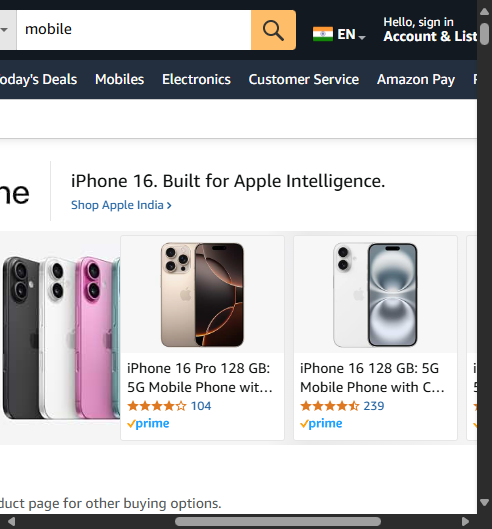 mobile
EN
Hello, sign in
Account & List
oday's Deals Mobiles Electronics Customer Service Amazon Pay
ne
iPhone 16. Built for Apple Intelligence.
Shop Apple India ›
iPhone 16 Pro 128 GB:
5G Mobile Phone wit…
104
prime
iPhone 16 128 GB: 5G
Mobile Phone with C…
239
prime
duct page for other buying options.